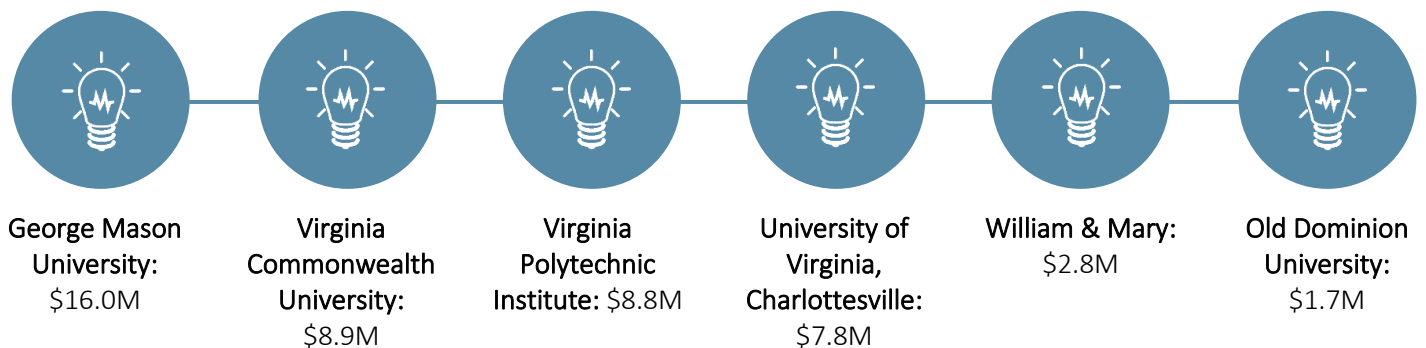 George Mason
University:
$16.0M
Virginia
Commonwealth
University:
$8.9M
Virginia
Polytechnic
Institute: $8.8M
University of
Virginia,
Charlottesville:
$7.8M
William & Mary:
$2.8M
Old Dominion
University:
$1.7M